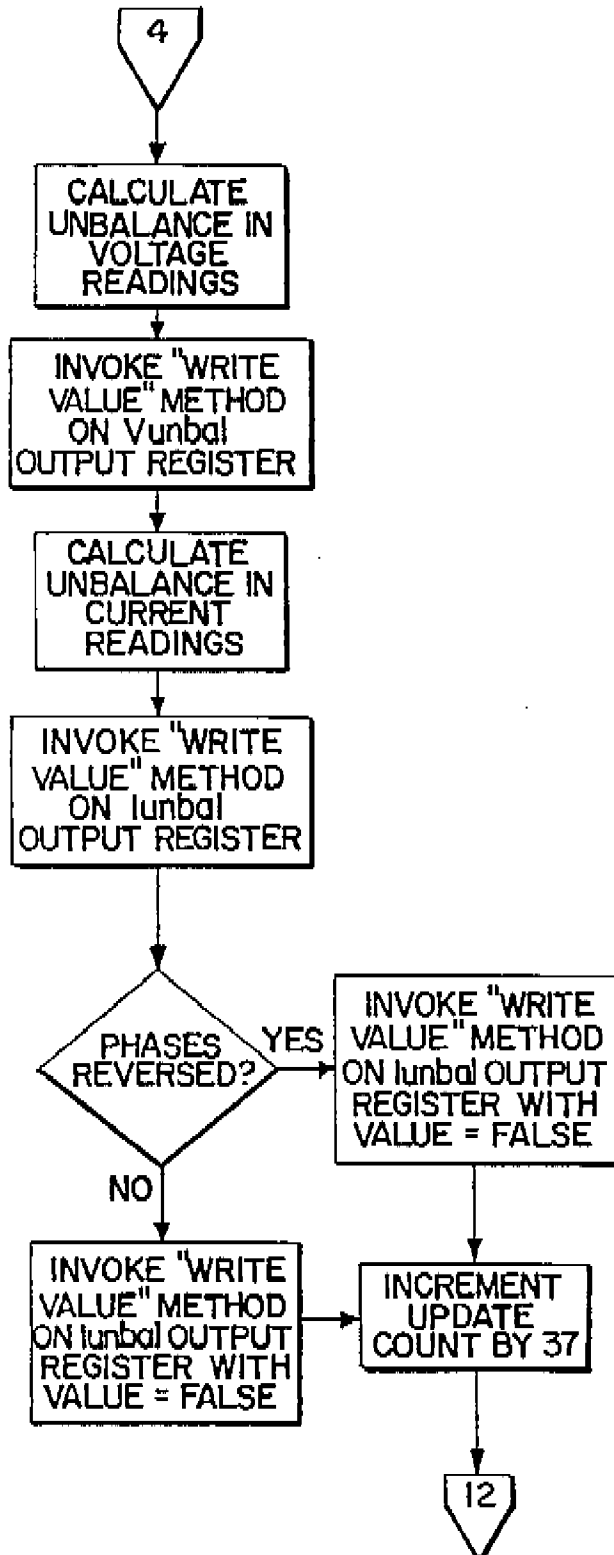 4
CALCULATE
UNBALANCE IN
VOLTAGE
READINGS
INVOKE "WRITE
VALUE" METHOD
ON Vunbal
OUTPUT REGISTER
CALCULATE
UNBALANCE IN
CURRENT
READINGS
INVOKE "WRITE
VALUE" METHOD
ON Iunbal
OUTPUT REGISTER
PHASES
REVERSED?
YES
INVOKE "WRITE
VALUE" METHOD
ON Iunbal OUTPUT
REGISTER WITH
VALUE = FALSE
NO
INVOKE "WRITE
VALUE" METHOD
ON Iunbal OUTPUT
REGISTER WITH
VALUE = FALSE
INCREMENT
UPDATE
COUNT BY 37
12